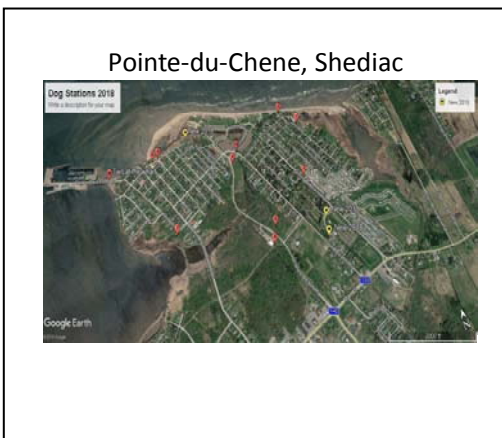 Pointe-du-Chene, Shediac
Dog Stations 2018
Write a description for your map
Legend
New 2018
Google Earth
N